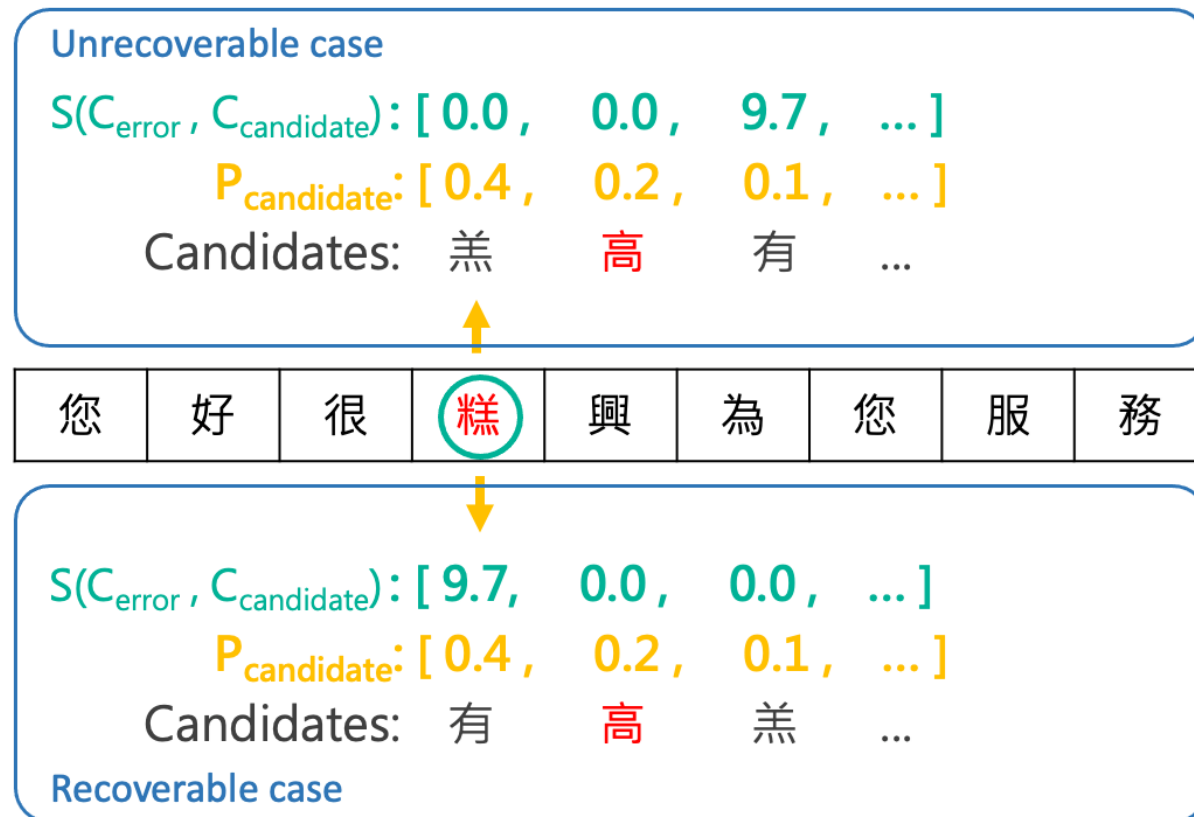 Unrecoverable case
S(Cerror , Ccandidate) : [ 0.0 , 0.0 , 9.7 , ... ]
Pcandidate: [ 0.4 , 0.2 , 0.1 , ... ]
Candidates: 羔 高 有 ...
您 好 很 糕 興 為 您 服 務
S(Cerror , Ccandidate) : [ 9.7, 0.0 , 0.0 , ... ]
Pcandidate: [ 0.4 , 0.2 , 0.1 , ... ]
Candidates: 有 高 羔 ...
Recoverable case